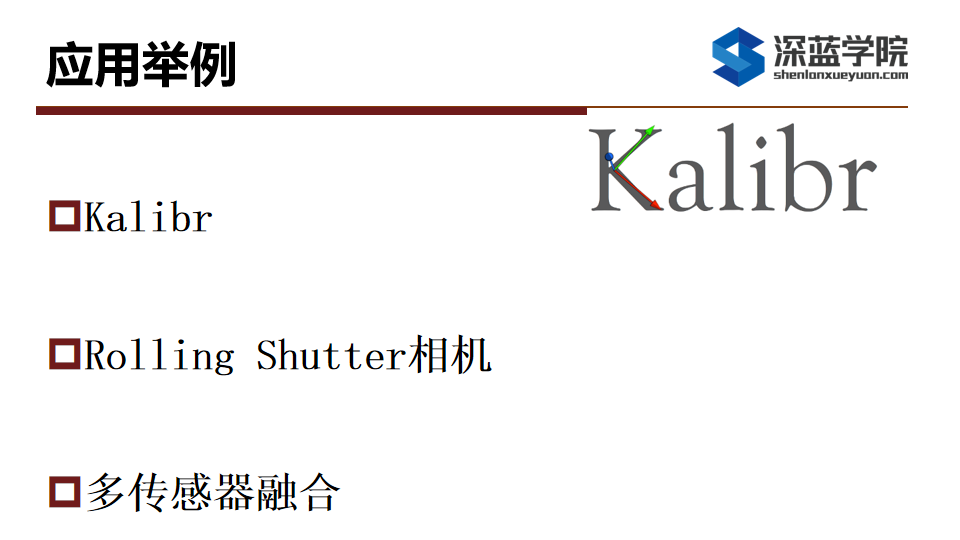 应用举例
深蓝学院
shenlanxueyuan.com
Kalibr
Kalibr
Rolling Shutter相机
多传感器融合